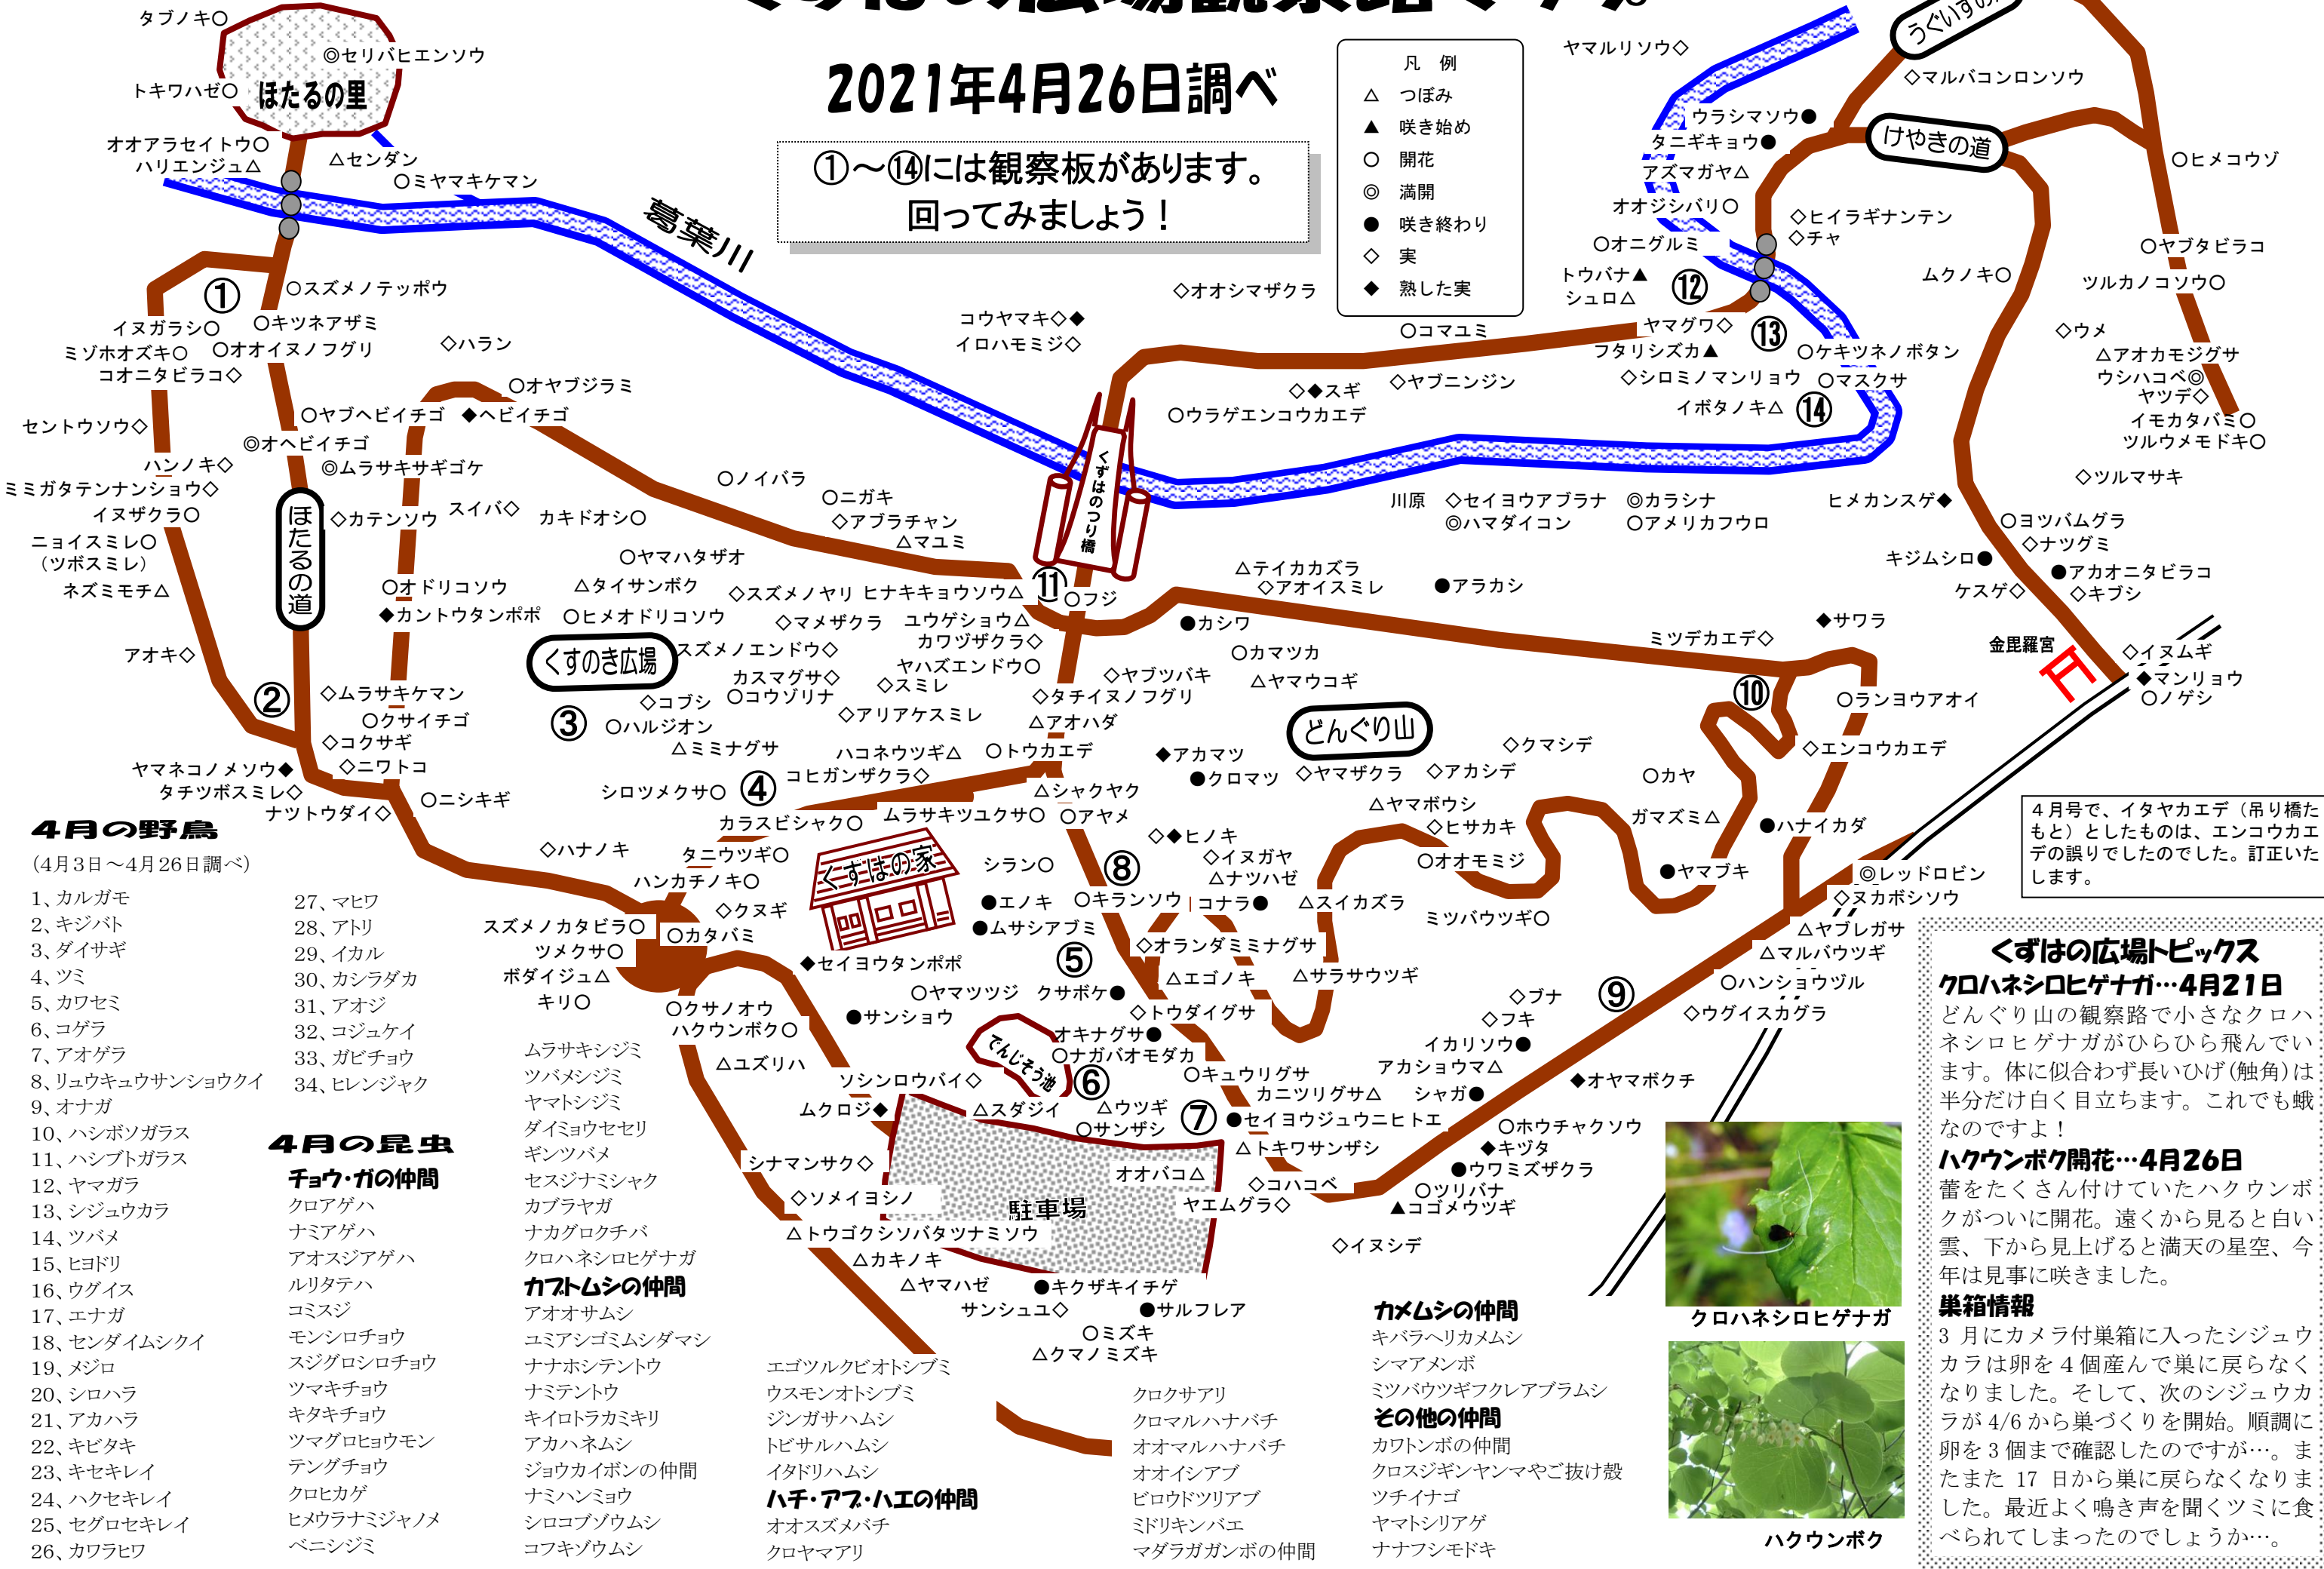 くずはの広場観察路マップ
2021年4月26日調べ
①～⑭には観察板があります。
回ってみましょう！
凡 例
△ つぼみ
▲ 咲き始め
○ 開花
◎ 満開
● 咲き終わり
◇ 実
◆ 熟した実
タブノキ○
◎セリバヒエンソウ
トキワハゼ○
ほたるの里
オオアラセイトウ○
ハリエンジュ△
△センダン
○ミヤマキケマン
葛葉川
①
○スズメノテッポウ
イヌガラシ○
○キツネアザミ
ミゾホオズキ○
○オオイヌノフグリ
コオニタビラコ◇
◇ハラン
○オヤブジラミ
セントウソウ◇
○ヤブヘビイチゴ
◆ヘビイチゴ
◎オヘビイチゴ
ハンノキ◇
◎ムラサキサギゴケ
ミミガタテンナンショウ◇
イヌザクラ○
ほたるの道
◇カテンソウ
スイバ◇
カキドオシ○
ニョイスミレ○
（ツボスミレ）
ネズミモチ△
○オドリコソウ
◆カントウタンポポ
アオキ◇
②
◇ムラサキケマン
○クサイチゴ
◇コクサギ
◇ニワトコ
ヤマネコノメソウ◆
タチツボスミレ◇
ナツトウダイ◇
○ニシキギ
○ノイバラ
○ニガキ
◇アブラチャン
△マユミ
○ヤマハタザオ
△タイサンボク
◇スズメノヤリ
ヒナキキョウソウ△
○ヒメオドリコソウ
◇マメザクラ
ユウゲショウ△
カワヅザクラ◇
くすのき広場
スズメノエンドウ◇
カスマグサ◇
ヤハズエンドウ○
◇スミレ
◇コブシ
○コウゾリナ
③
○ハルジオン
◇アリアケスミレ
△ミミナグサ
ハコネウツギ△
コヒガンザクラ◇
シロツメクサ○
④
カラスビシャク○
ムラサキツユクサ○
◇ハナノキ
タニウツギ○
ハンカチノキ○
くずはの家
シラン○
◇クヌギ
●エノキ
●ムサシアブミ
スズメノカタビラ○
ツメクサ○
○カタバミ
ボダイジュ△
キリ○
◆セイヨウタンポポ
⑤
○クサノオウ
ハクウンボク○
○ヤマツツジ
クサボケ●
●サンショウ
オキナグサ●
○ナガバオモダカ
でんじそう池
⑥
△ユズリハ
ソシンロウバイ◇
ムクロジ◆
△スダジイ
△ウツギ
○サンザシ
⑦
シナマンサク◇
オオバコ△
◇ソメイヨシノ
駐車場
△トウゴクシソバタツナミソウ
△カキノキ
△ヤマハゼ
●キクザキイチゲ
サンシュユ◇
●サルフレア
○ミズキ
△クマノミズキ
◇オオシマザクラ
コウヤマキ◇◆
イロハモミジ◇
○コマユミ
◇◆スギ
◇ヤブニンジン
○ウラゲエンコウカエデ
くずはのつり橋
⑪
○フジ
川原
◇セイヨウアブラナ
◎カラシナ
◎ハマダイコン
○アメリカフウロ
△テイカカズラ
◇アオイスミレ
●アラカシ
●カシワ
○カマツカ
◇ヤブツバキ
△ヤマウコギ
◇タチイヌノフグリ
△アオハダ
○トウカエデ
どんぐり山
◆アカマツ
●クロマツ
◇ヤマザクラ
◇アカシデ
◇クマシデ
△シャクヤク
○アヤメ
△ヤマボウシ
◇ヒサカキ
◇◆ヒノキ
◇イヌガヤ
△ナツハゼ
⑧
○キランソウ
コナラ●
△スイカズラ
○オオモミジ
ミツバウツギ○
◇オランダミミナグサ
△エゴノキ
△サラサウツギ
◇トウダイグサ
○キュウリグサ
カニツリグサ△
●セイヨウジュウニヒトエ
△トキワサンザシ
◇コハコベ
ヤエムグラ◇
◇イヌシデ
◇ブナ
◇フキ
イカリソウ●
アカショウマ△
シャガ●
⑨
◆オヤマボクチ
○ホウチャクソウ
◆キヅタ
●ウワミズザクラ
○ツリバナ
▲コゴメウツギ
ヤマルリソウ◇
うぐいすの
◇マルバコンロンソウ
ウラシマソウ●
タニギキョウ●
けやきの道
アズマガヤ△
○ヒメコウゾ
オオジシバリ○
◇ヒイラギナンテン
◇チャ
○オニグルミ
○ヤブタビラコ
トウバナ▲
シュロ△
⑫
ムクノキ○
ツルカノコソウ○
ヤマグワ◇
⑬
フタリシズカ▲
○ケキツネノボタン
◇ウメ
△アオカモジグサ
◇シロミノマンリョウ
○マスクサ
ウシハコベ◎
ヤツデ◇
イボタノキ△
⑭
イモカタバミ○
ツルウメモドキ○
◇ツルマサキ
ヒメカンスゲ◆
○ヨツバムグラ
◇ナツグミ
キジムシロ●
●アカオニタビラコ
ケスゲ◇
◇キブシ
◆サワラ
ミツデカエデ◇
金毘羅宮
◇イヌムギ
◆マンリョウ
○ノゲシ
⑩
○ランヨウアオイ
◇エンコウカエデ
○カヤ
ガマズミ△
●ハナイカダ
●ヤマブキ
◎レッドロビン
◇ヌカボシソウ
△ヤブレガサ
△マルバウツギ
○ハンショウヅル
◇ウグイスカグラ
４月号で、イタヤカエデ（吊り橋た
もと）としたものは、エンコウカエ
デの誤りでしたのでした。訂正いた
します。
4月の野鳥
（4月3日～4月26日調べ）
1、カルガモ
2、キジバト
3、ダイサギ
4、ツミ
5、カワセミ
6、コゲラ
7、アオゲラ
8、リュウキュウサンショウクイ
9、オナガ
10、ハシボソガラス
11、ハシブトガラス
12、ヤマガラ
13、シジュウカラ
14、ツバメ
15、ヒヨドリ
16、ウグイス
17、エナガ
18、センダイムシクイ
19、メジロ
20、シロハラ
21、アカハラ
22、キビタキ
23、キセキレイ
24、ハクセキレイ
25、セグロセキレイ
26、カワラヒワ
27、マヒワ
28、アトリ
29、イカル
30、カシラダカ
31、アオジ
32、コジュケイ
33、ガビチョウ
34、ヒレンジャク
4月の昆虫
チョウ・ガの仲間
クロアゲハ
ナミアゲハ
アオスジアゲハ
ルリタテハ
コミスジ
モンシロチョウ
スジグロシロチョウ
ツマキチョウ
キタキチョウ
ツマグロヒョウモン
テングチョウ
クロヒカゲ
ヒメウラナミジャノメ
ベニシジミ
ムラサキシジミ
ツバメシジミ
ヤマトシジミ
ダイミョウセセリ
ギンツバメ
セスジナミシャク
カブラヤガ
ナカグロクチバ
クロハネシロヒゲナガ
カブトムシの仲間
アオオサムシ
ユミアシゴミムシダマシ
ナナホシテントウ
ナミテントウ
キイロトラカミキリ
アカハネムシ
ジョウカイボンの仲間
ナミハンミョウ
シロコブゾウムシ
コフキゾウムシ
エゴツルクビオトシブミ
ウスモンオトシブミ
ジンガサハムシ
トビサルハムシ
イタドリハムシ
ハチ・アブ・ハエの仲間
オオスズメバチ
クロヤマアリ
クロクサアリ
クロマルハナバチ
オオマルハナバチ
オオイシアブ
ビロウドツリアブ
ミドリキンバエ
マダラガガンボの仲間
カメムシの仲間
キバラヘリカメムシ
シマアメンボ
ミツバウツギフクレアブラムシ
その他の仲間
カワトンボの仲間
クロスジギンヤンマやご抜け殻
ツチイナゴ
ヤマトシリアゲ
ナナフシモドキ
クロハネシロヒゲナガ
ハクウンボク
くずはの広場トピックス
クロハネシロヒゲナガ…4月21日
どんぐり山の観察路で小さなクロハ
ネシロヒゲナガがひらひら飛んでい
ます。体に似合わず長いひげ(触角)は
半分だけ白く目立ちます。これでも蛾
なのですよ！
ハクウンボク開花…4月26日
蕾をたくさん付けていたハクウンボ
クがついに開花。遠くから見ると白い
雲、下から見上げると満天の星空、今
年は見事に咲きました。
巣箱情報
3 月にカメラ付巣箱に入ったシジュウ
カラは卵を４個産んで巣に戻らなく
なりました。そして、次のシジュウカ
ラが 4/6 から巣づくりを開始。順調に
卵を３個まで確認したのですが…。ま
たまた 17 日から巣に戻らなくなりま
した。最近よく鳴き声を聞くツミに食
べられてしまったのでしょうか…。